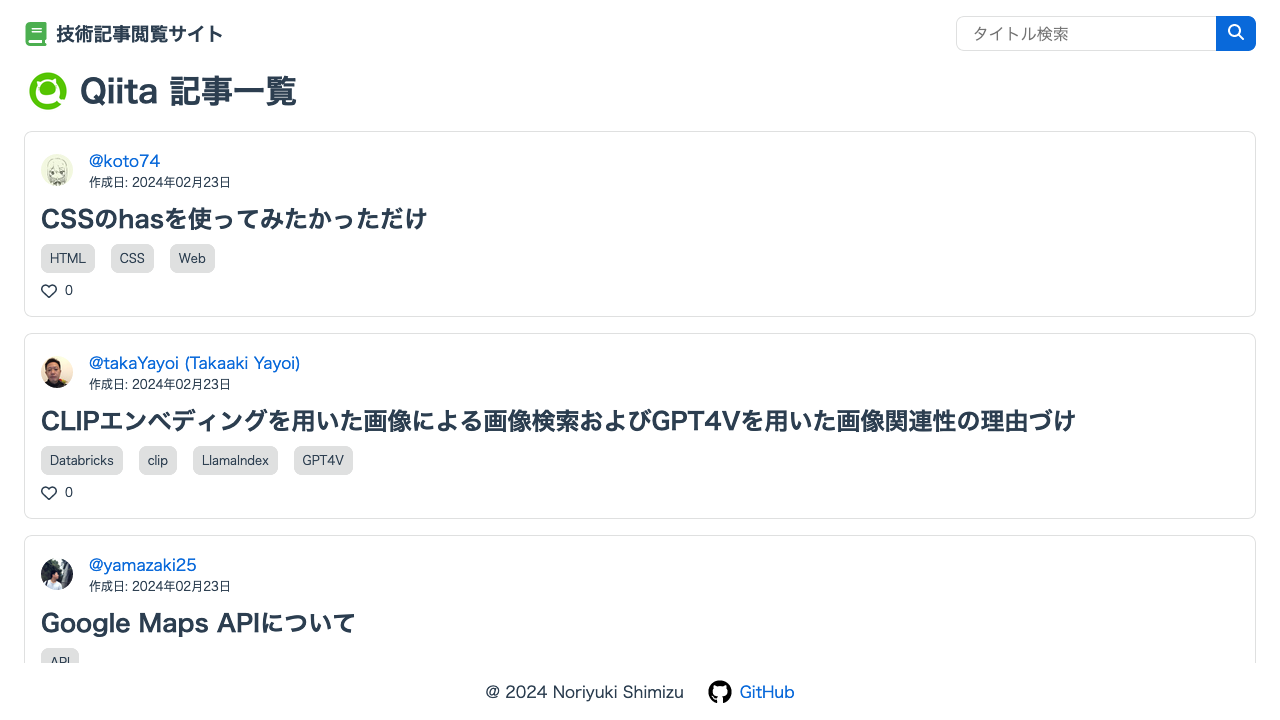 技術記事閲覧サイト
タイトル検索
Qiita 記事一覧
@koto74
作成日: 2024年02月23日
CSSのhasを使ってみたかっただけ
HTML CSS Web
0
@takaYayoi (Takaaki Yayoi)
作成日: 2024年02月23日
CLIPエンベディングを用いた画像による画像検索およびGPT4Vを用いた画像関連性の理由づけ
Databricks clip LlamaIndex GPT4V
0
@yamazaki25
作成日: 2024年02月23日
Google Maps APIについて
API
@ 2024 Noriyuki Shimizu GitHub